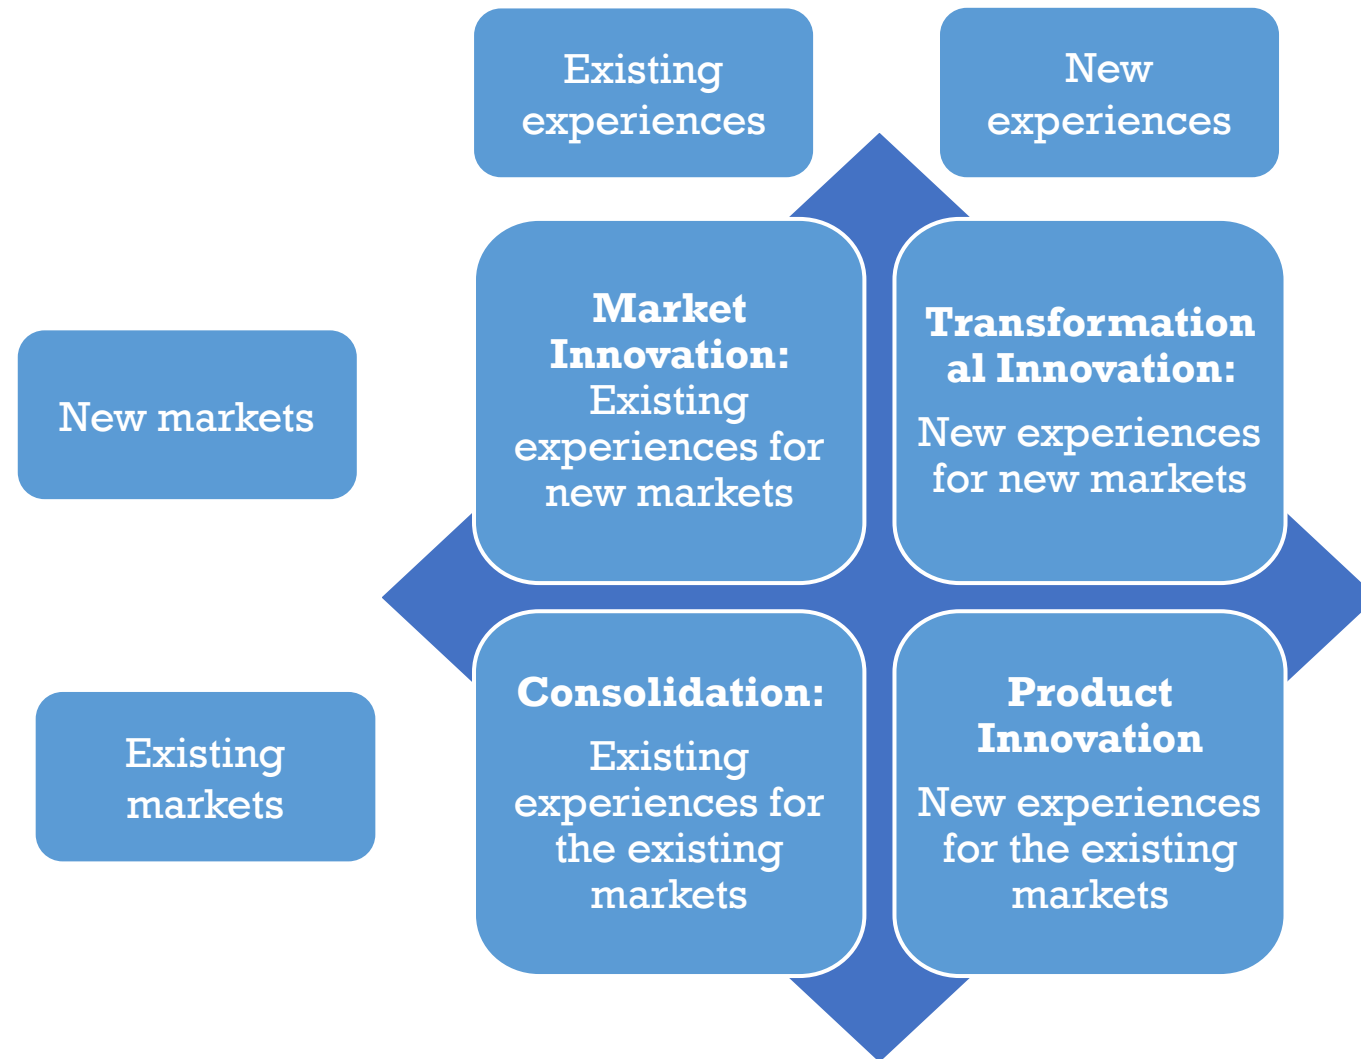 Existing
experiences
New
experiences
New markets
Market
Innovation:
Existing
experiences for
new markets
Transformation
al Innovation:
New experiences
for new markets
Existing
markets
Consolidation:
Existing
experiences for
the existing
markets
Product
Innovation
New experiences
for the existing
markets